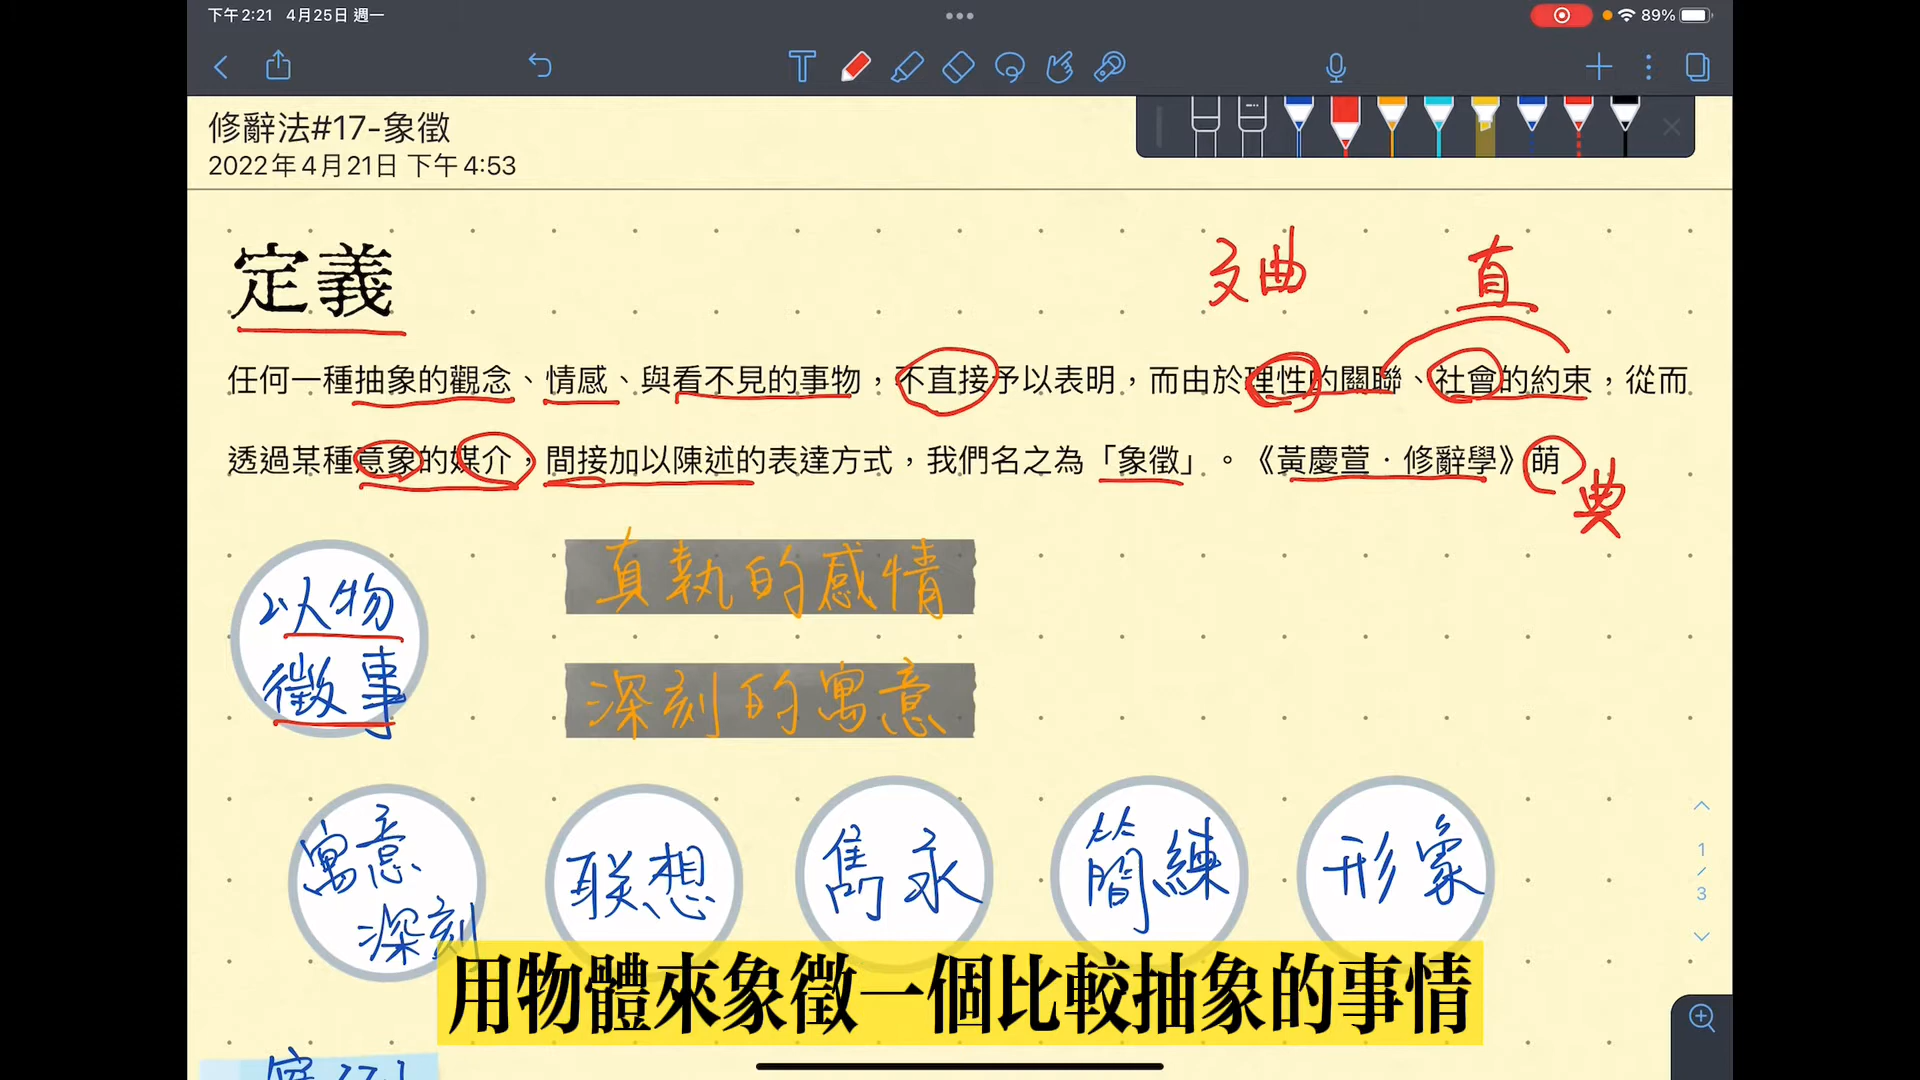 下午2:21 4月25日 週一
89%
修辭法#17-象徵
2022年4月21日 下午4:53
定義
曲 直
任何一種抽象的觀念、情感、與看不見的事物，不直接予以表明，而由於理性的關聯、社會的約束，從而
透過某種意象的媒介，間接加以陳述的表達方式，我們名之為「象徵」。《黃慶萱．修辭學》萌
典
以物
徵事
真執的感情
深刻的寓意
寓意
深刻
联想
雋永
簡練
形象
1
/
3
用物體來象徵一個比較抽象的事情